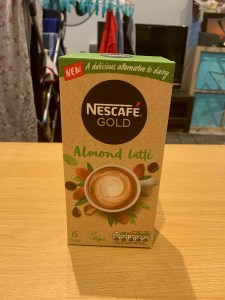 NEW
A delicious alternative to dairy
NESCAFÉ
GOLD
Almond Latte
6